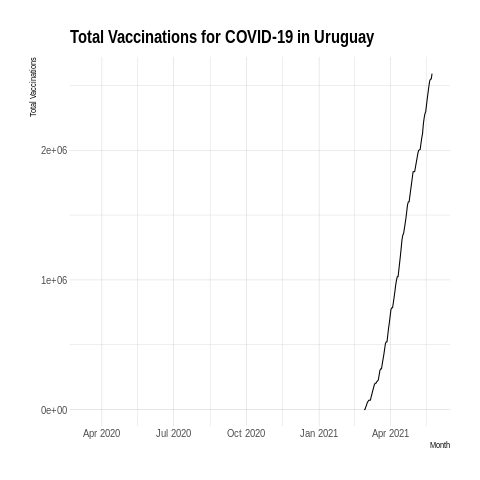 Total Vaccinations for COVID-19 in Uruguay
Total Vaccinations
2e+06
1e+06
0e+00
Apr 2020 Jul 2020 Oct 2020 Jan 2021 Apr 2021
Month